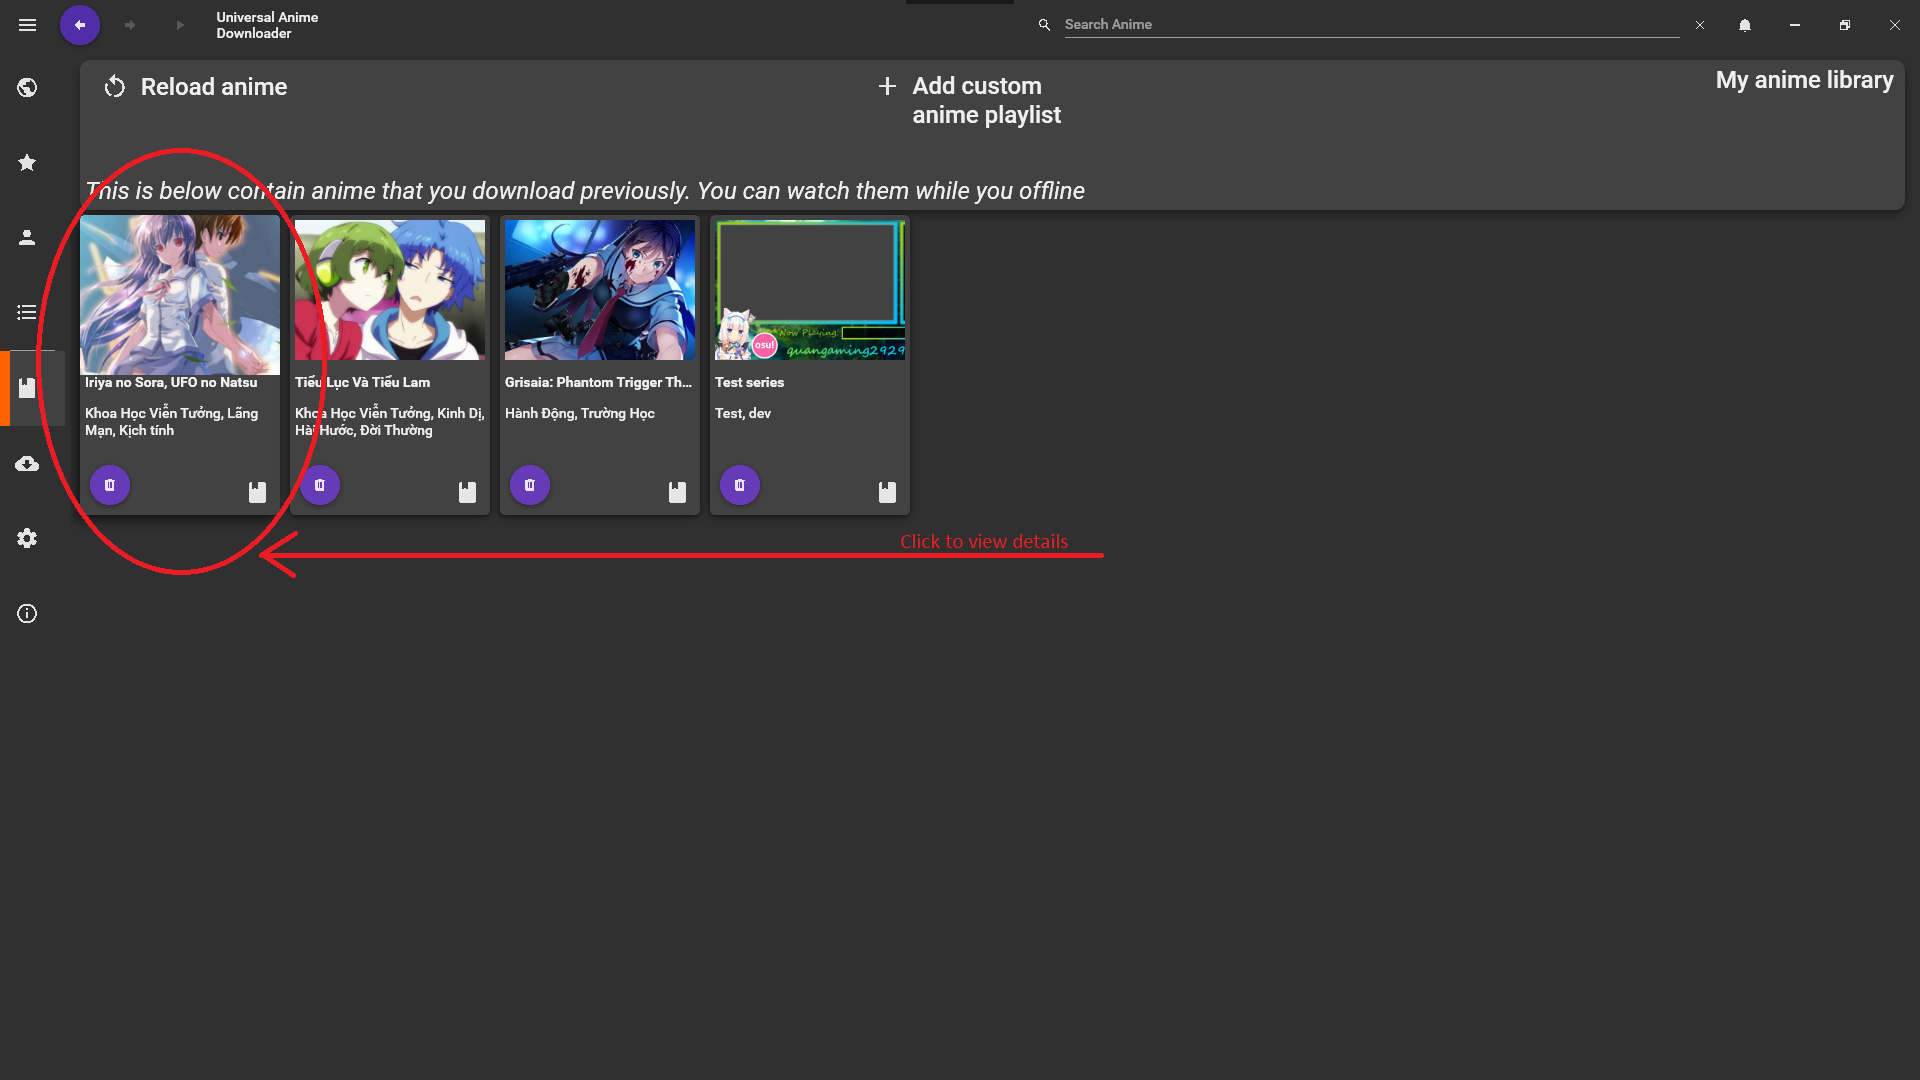 Universal Anime
Downloader
Search Anime
Reload anime
Add custom
anime playlist
My anime library
This is below contain anime that you download previously. You can watch them while you offline
Iriya no Sora, UFO no Natsu
Khoa Học Viễn Tưởng, Lãng
Mạn, Kịch tính
Tiểu Lục Và Tiểu Lam
Khoa Học Viễn Tưởng, Kinh Dị,
Hài Hước, Đời Thường
Grisaia: Phantom Trigger Th...
Hành Động, Trường Học
Now Playing:
osu!
quangaming2929
Test series
Test, dev
Click to view details